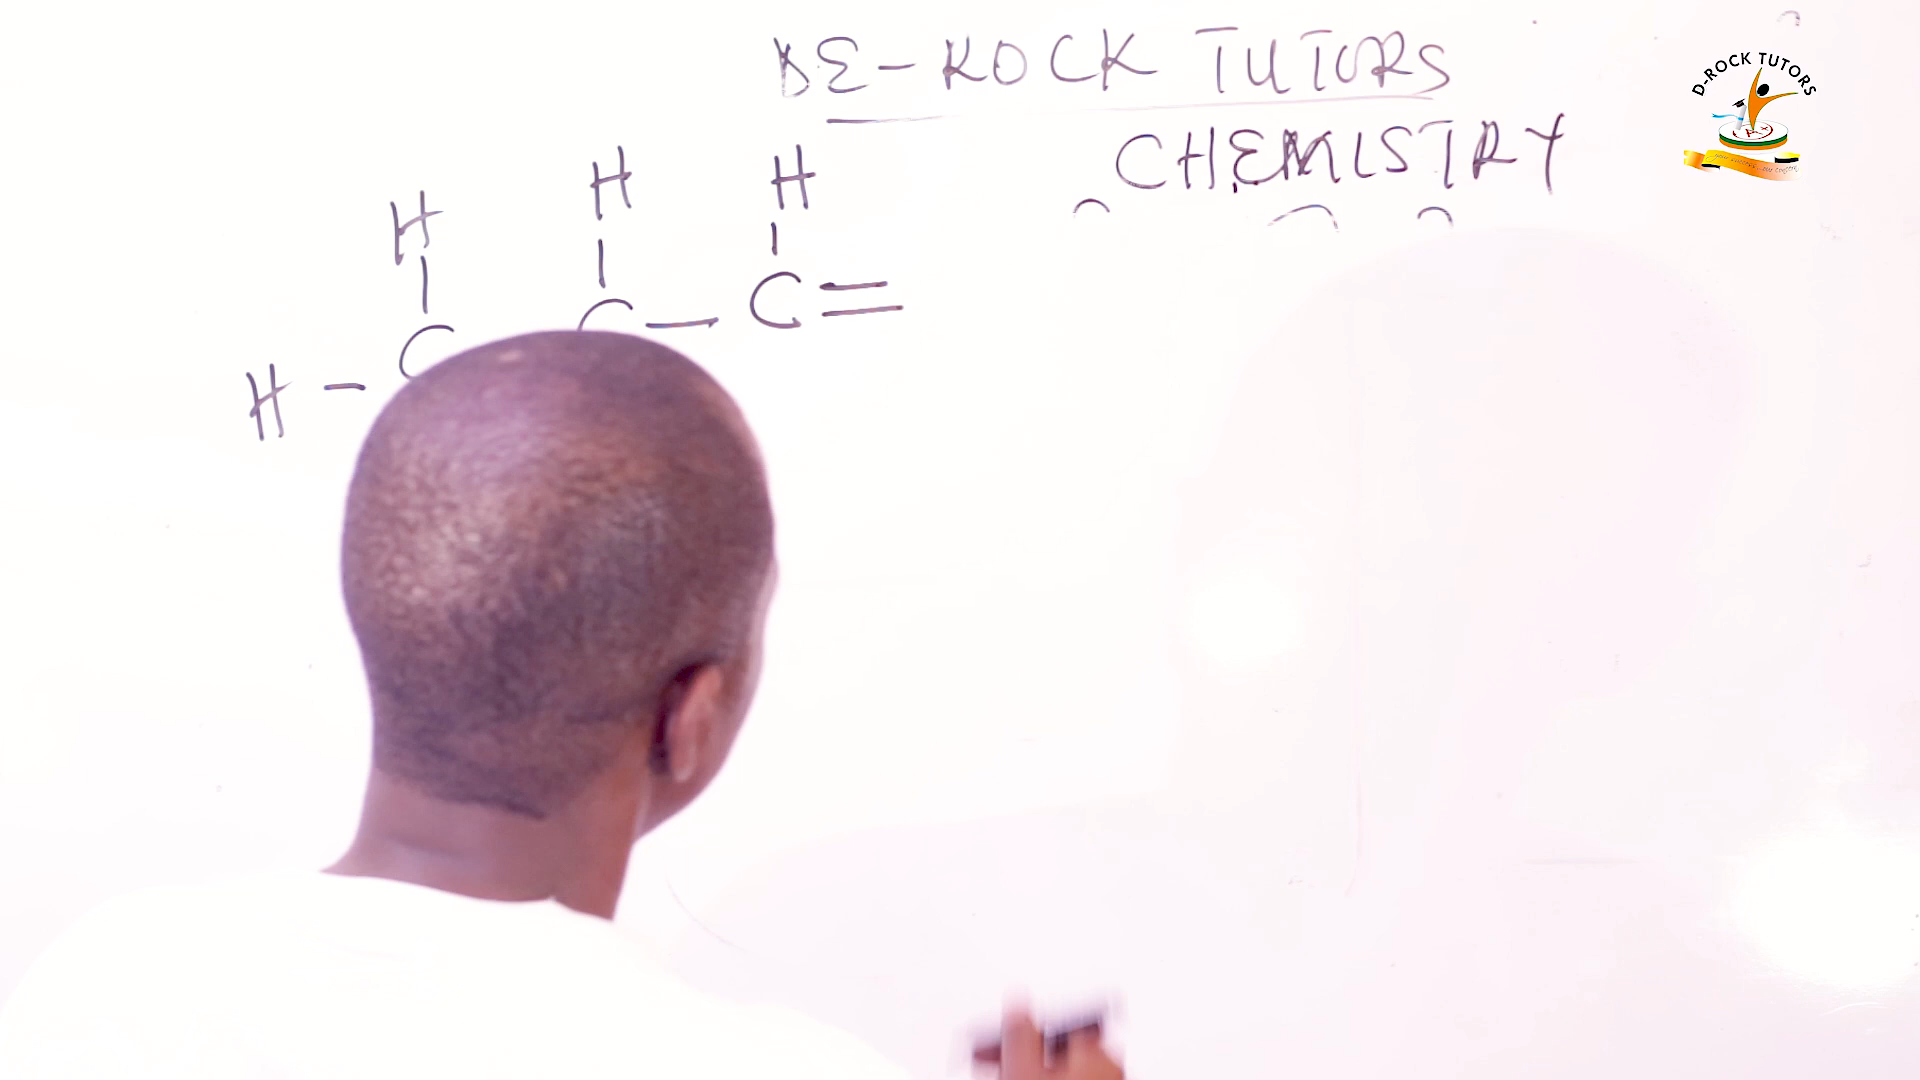 DE-ROCK TUTORS
CHEMISTRY
D-ROCK TUTORS
A+
H H H
C C — C =
H –